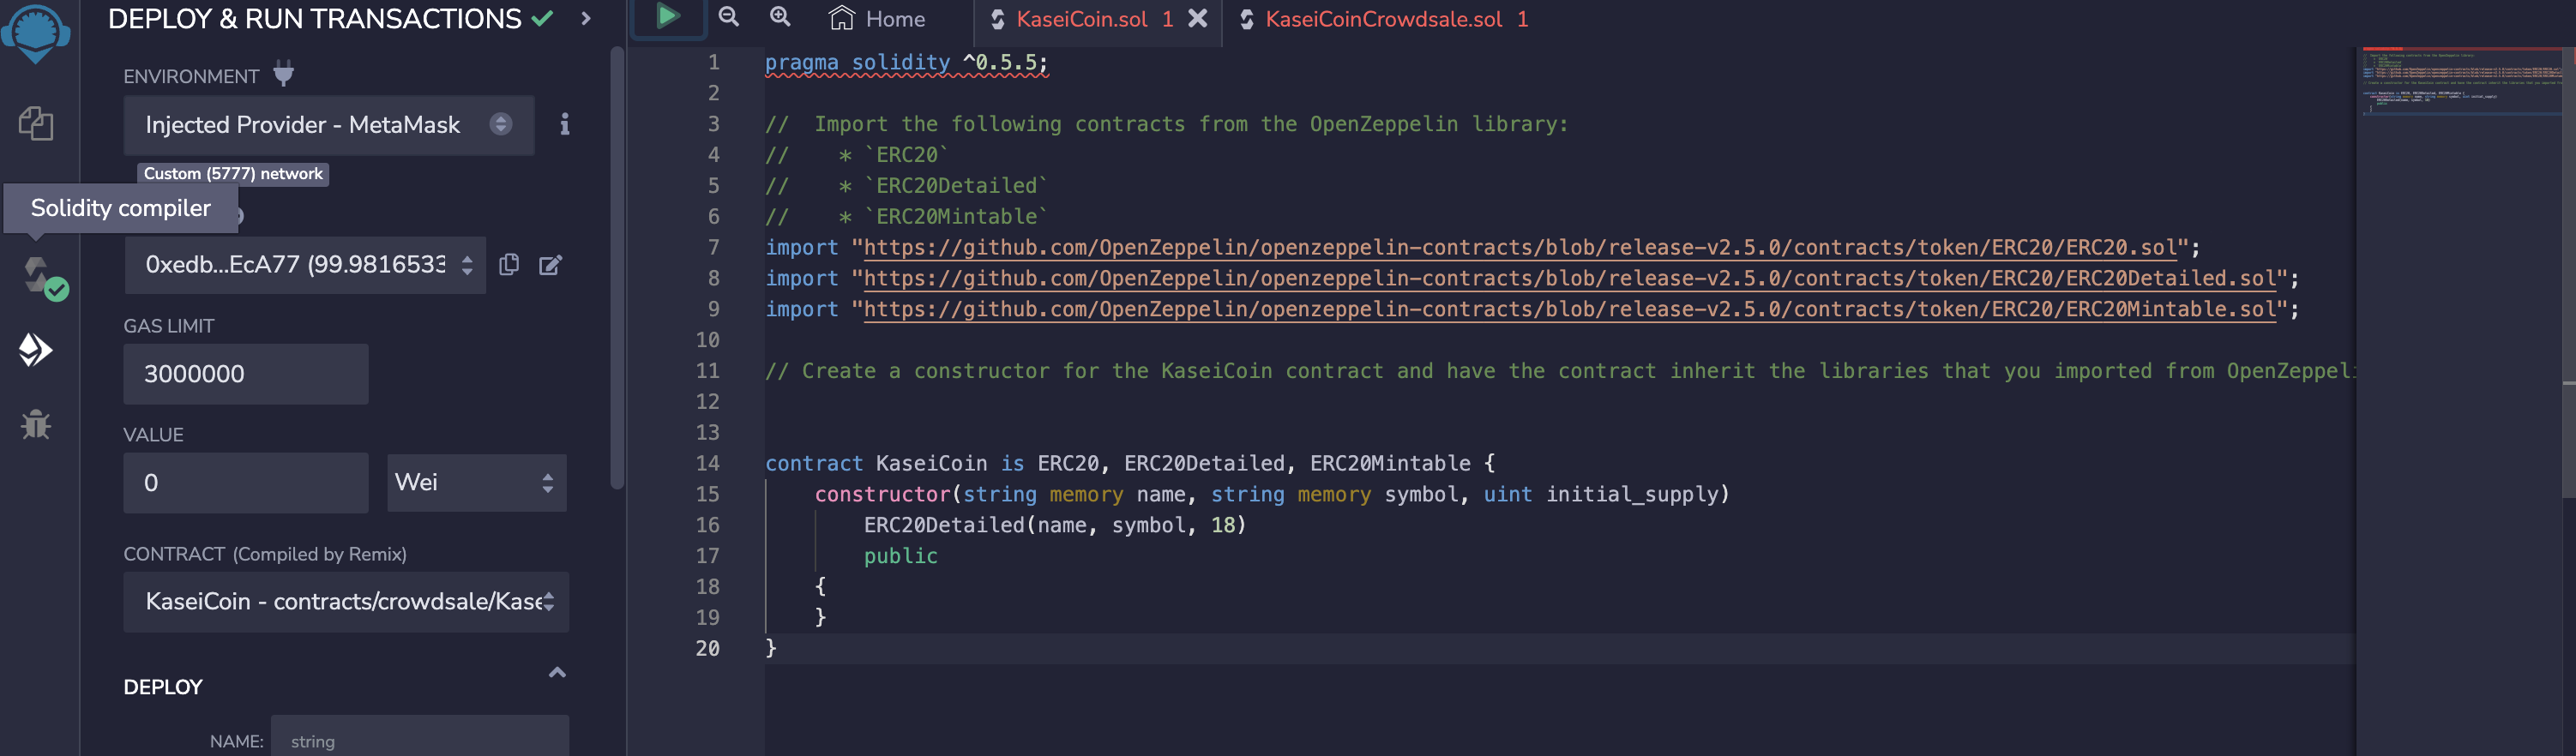 DEPLOY & RUN TRANSACTIONS
ENVIRONMENT
Injected Provider - MetaMask
Custom (5777) network
Solidity compiler
0xedb...EcA77 (99.9816533
GAS LIMIT
3000000
VALUE
0
Wei
CONTRACT (Compiled by Remix)
KaseiCoin - contracts/crowdsale/Kase
DEPLOY
NAME: string
Home
KaseiCoin.sol 1
KaseiCoinCrowdsale.sol 1
1 pragma solidity ^0.5.5;
2
3 //  Import the following contracts from the OpenZeppelin library:
4 //    * `ERC20`
5 //    * `ERC20Detailed`
6 //    * `ERC20Mintable`
7 import "https://github.com/OpenZeppelin/openzeppelin-contracts/blob/release-v2.5.0/contracts/token/ERC20/ERC20.sol";
8 import "https://github.com/OpenZeppelin/openzeppelin-contracts/blob/release-v2.5.0/contracts/token/ERC20/ERC20Detailed.sol";
9 import "https://github.com/OpenZeppelin/openzeppelin-contracts/blob/release-v2.5.0/contracts/token/ERC20/ERC20Mintable.sol";
10
11 // Create a constructor for the KaseiCoin contract and have the contract inherit the libraries that you imported from OpenZeppeli
12
13
14 contract KaseiCoin is ERC20, ERC20Detailed, ERC20Mintable {
15     constructor(string memory name, string memory symbol, uint initial_supply)
16         ERC20Detailed(name, symbol, 18)
17         public
18     {
19     }
20 }